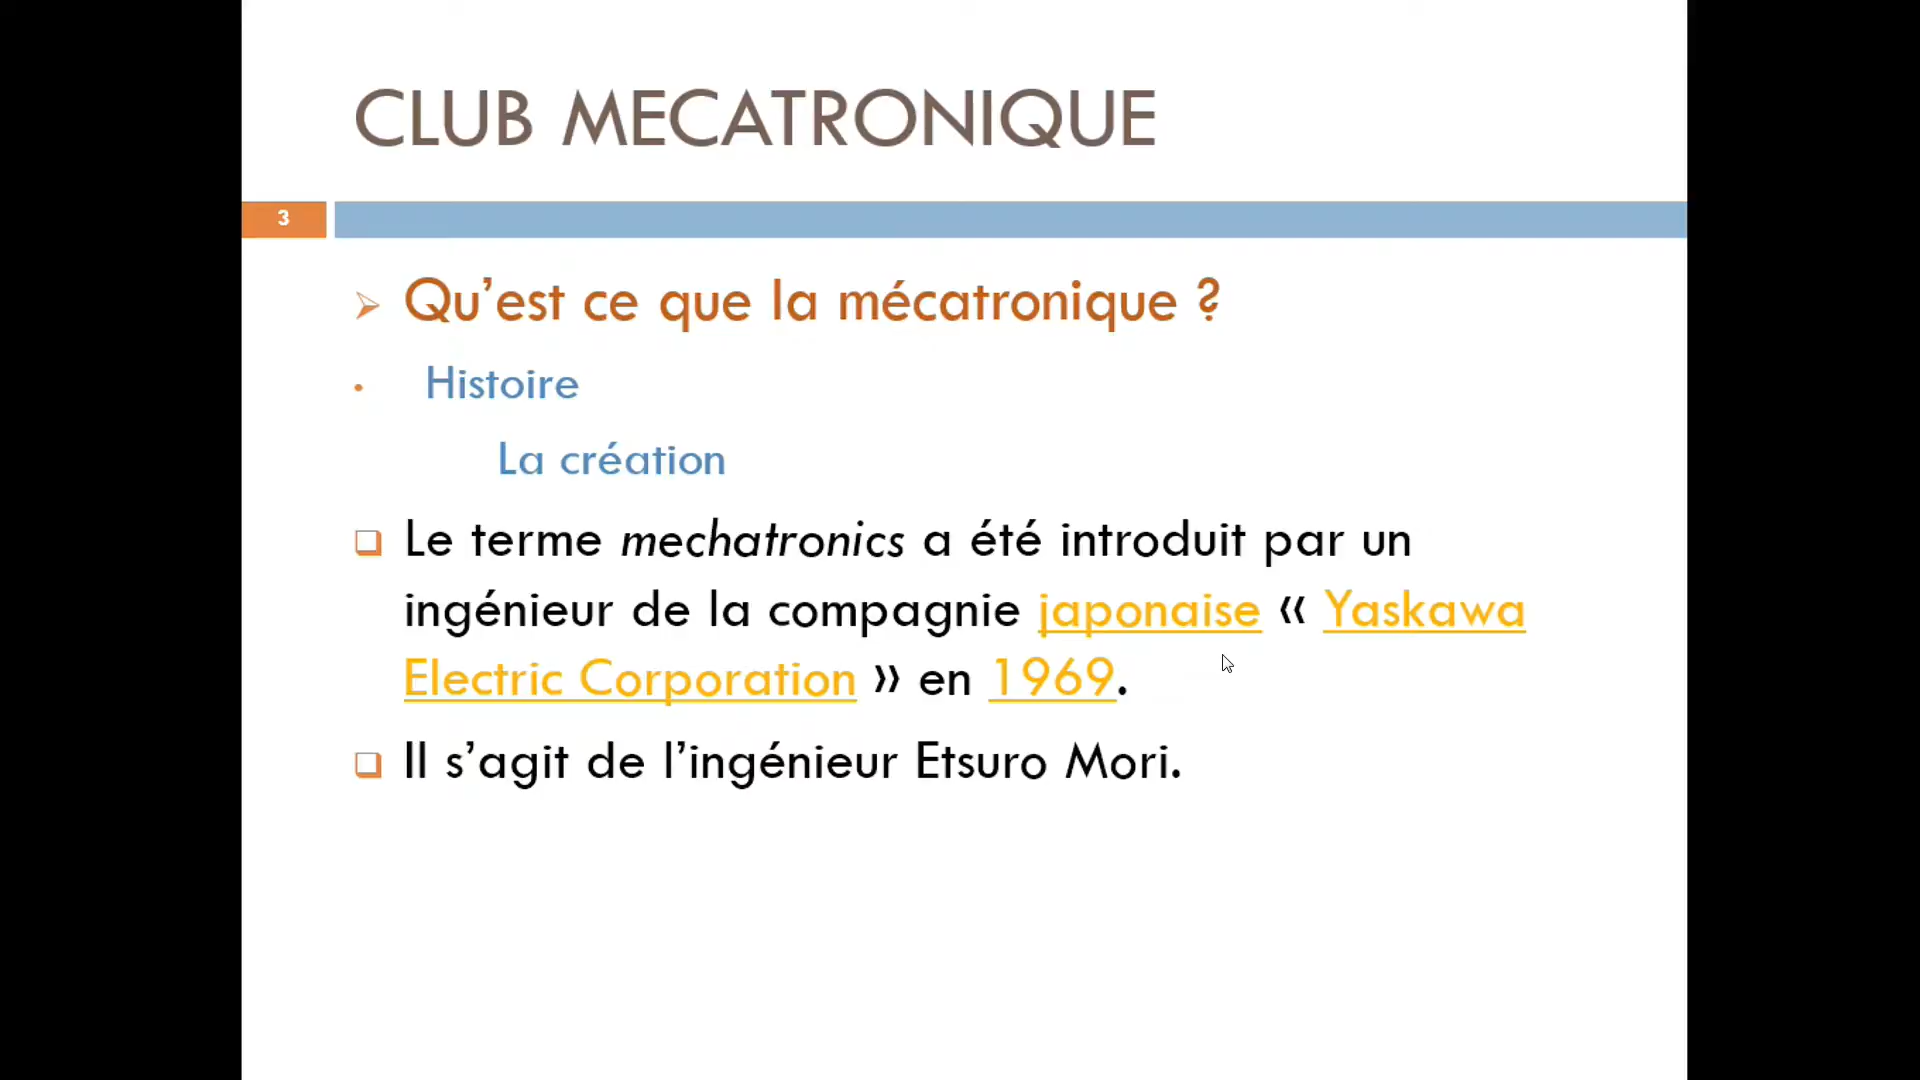 CLUB MECATRONIQUE
3
Qu’est ce que la mécatronique ?
Histoire
La création
Le terme mechatronics a été introduit par un
ingénieur de la compagnie japonaise « Yaskawa
Electric Corporation » en 1969.
Il s’agit de l’ingénieur Etsuro Mori.